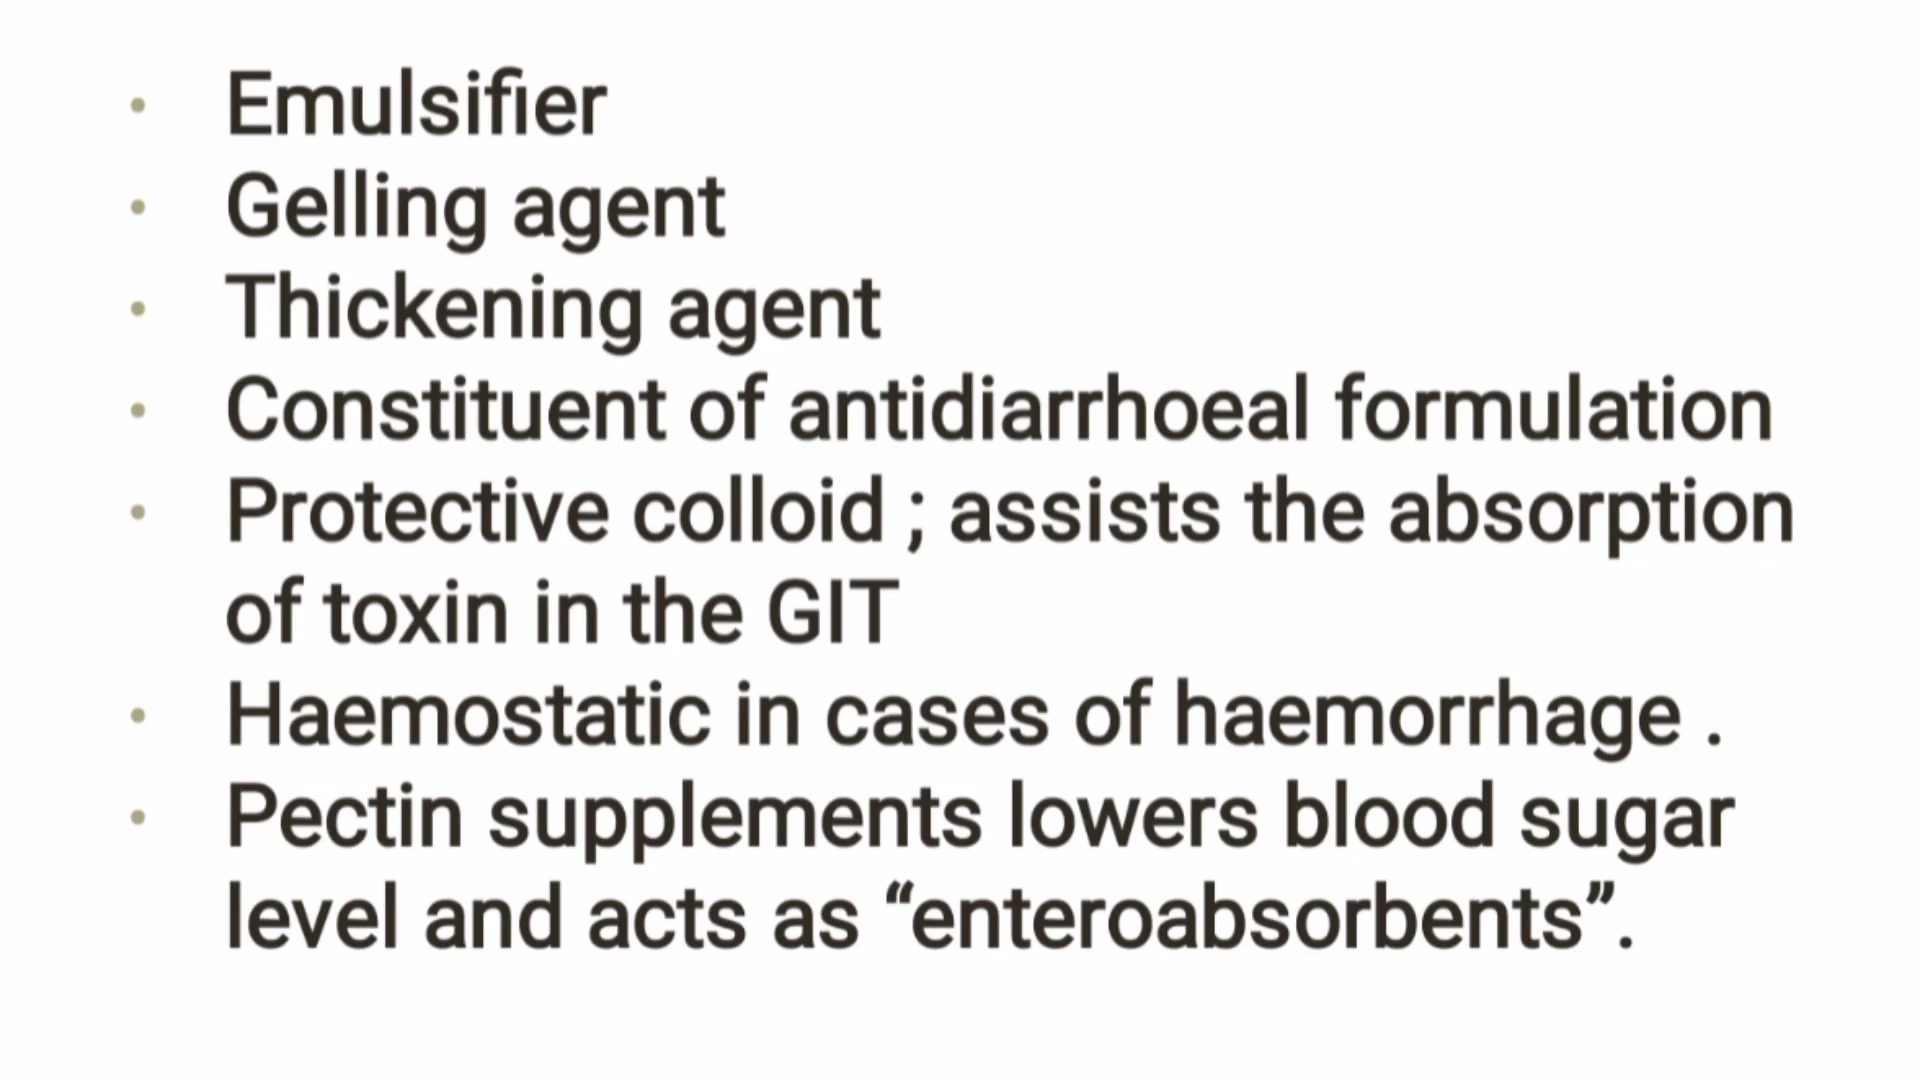 • Emulsifier
• Gelling agent
• Thickening agent
• Constituent of antidiarrhoeal formulation
• Protective colloid ; assists the absorption
of toxin in the GIT
• Haemostatic in cases of haemorrhage .
• Pectin supplements lowers blood sugar
level and acts as “enteroabsorbents”.